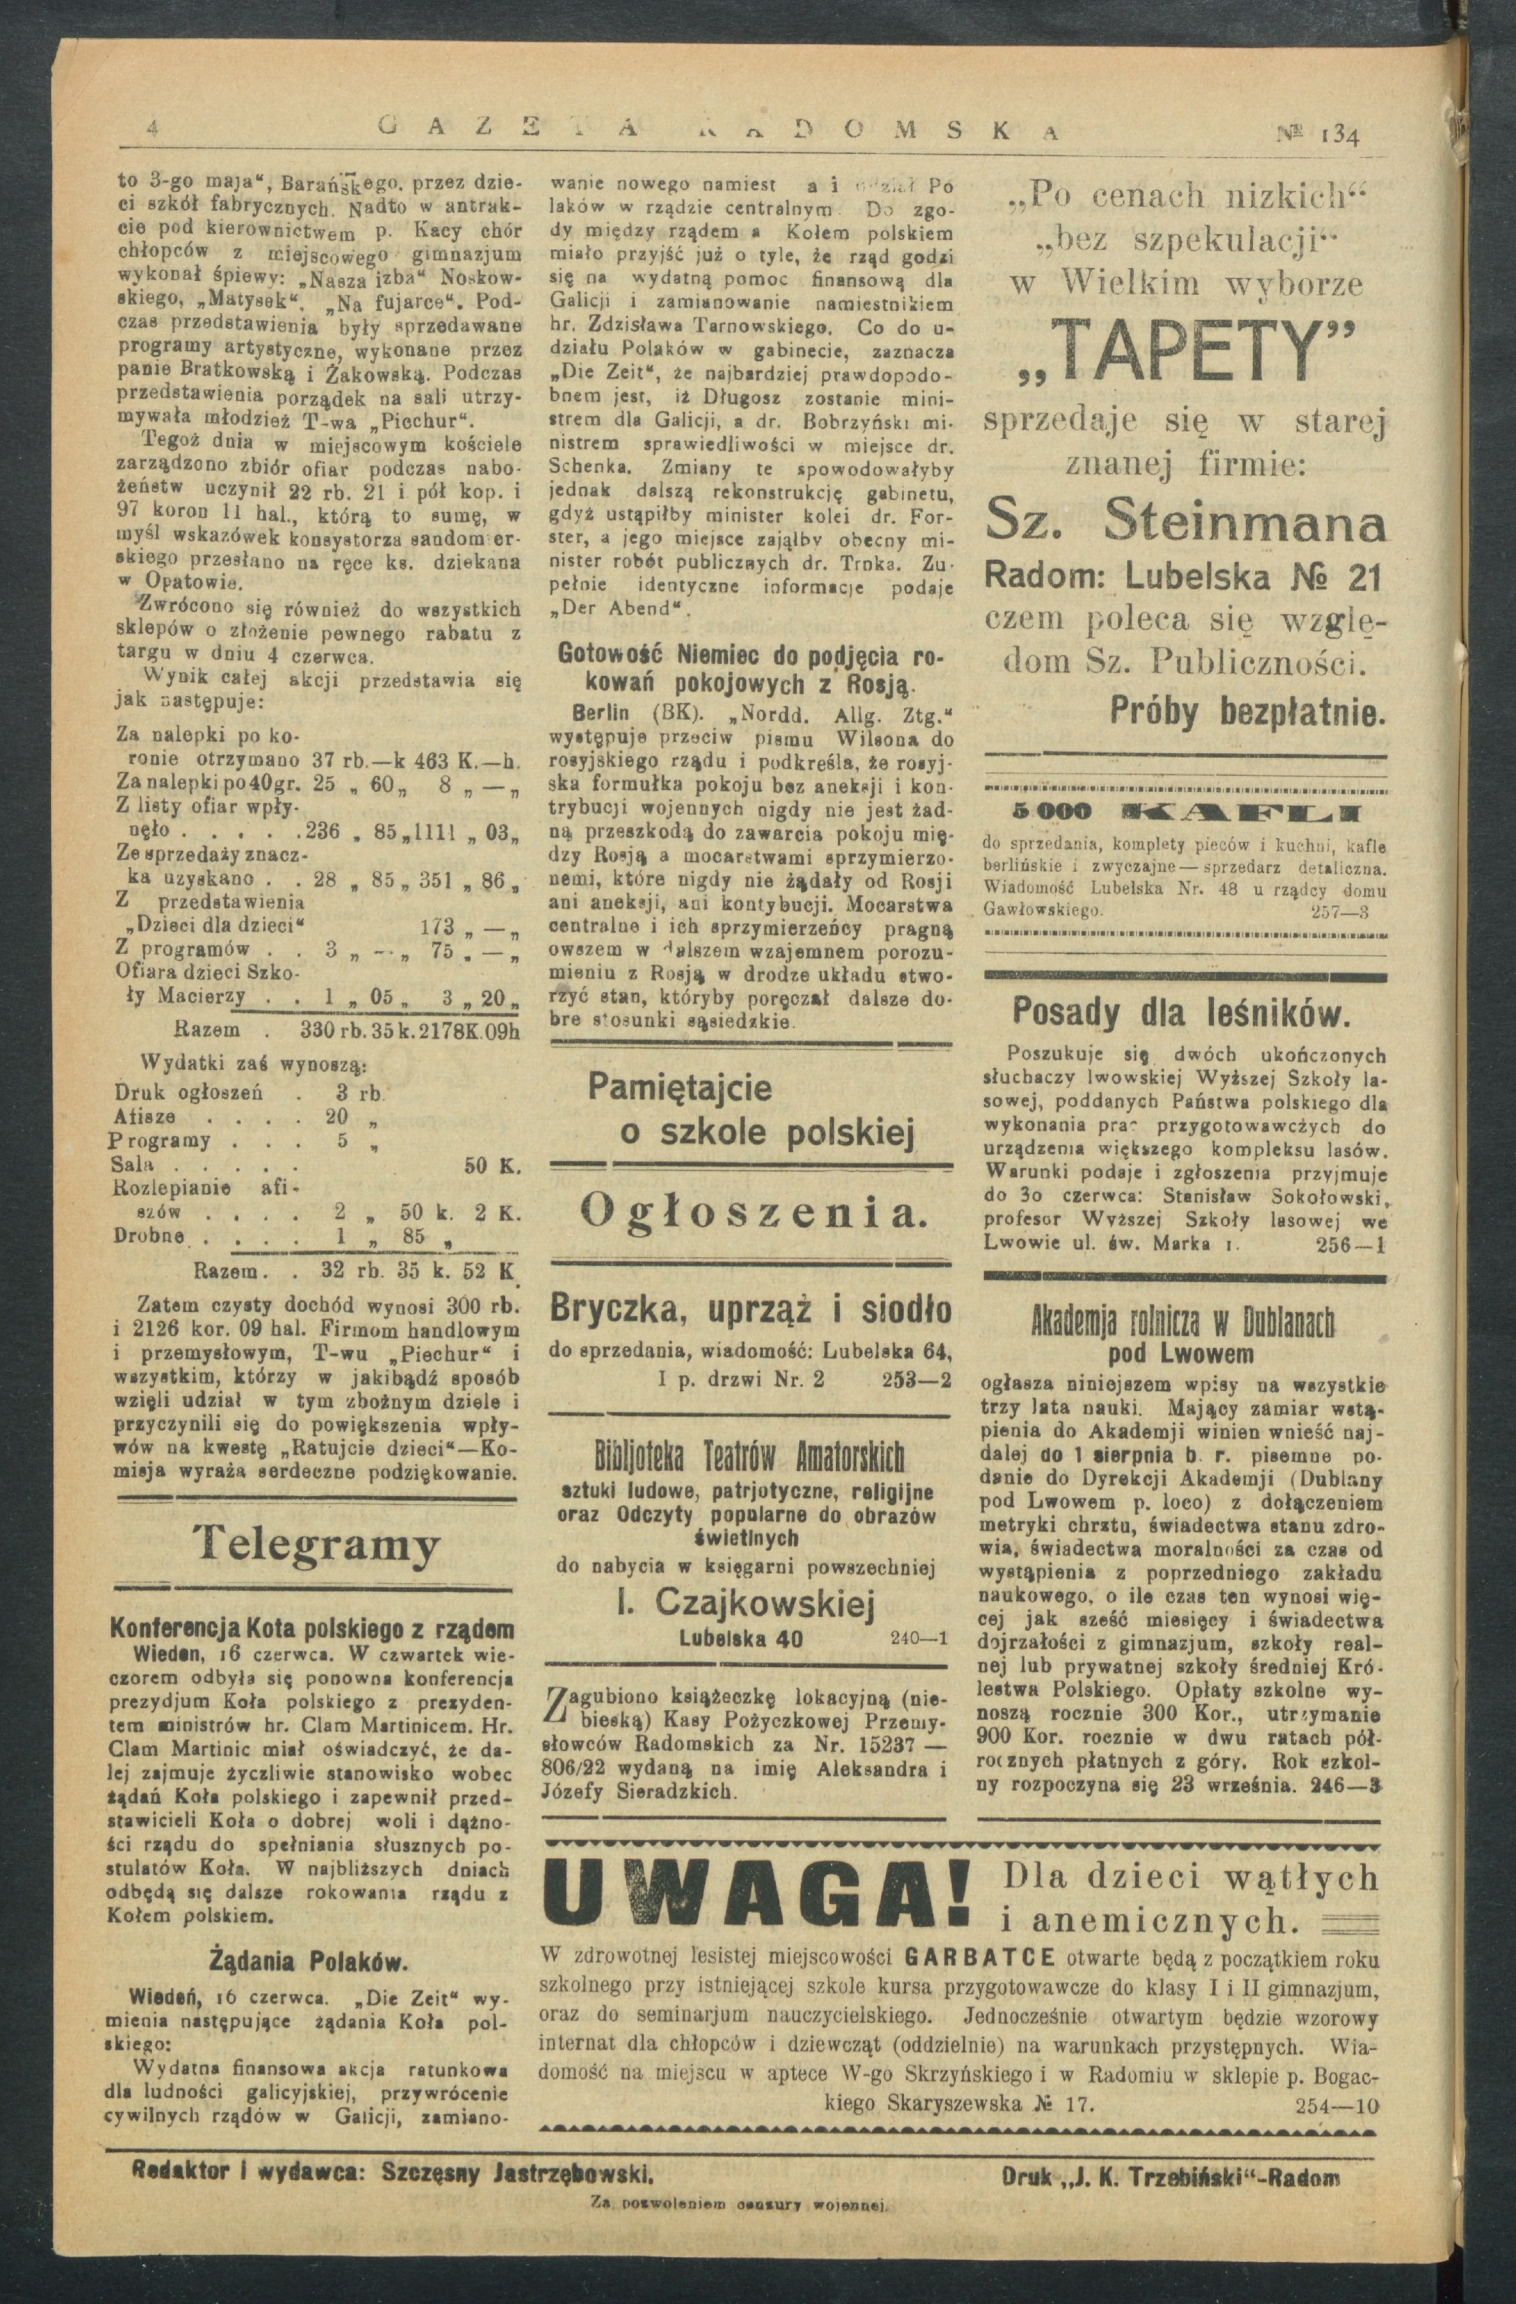 4
GAZETA RADOMSKA
№ 134
to 3-go maja“, Barańskego, przez dzie-
ci szkół fabrycznych. Nadto w antrak-
cie pod kierownictwem p. Kacy chór
chłopców z miejscowego gimnazjum
wykonał śpiewy: „Nasza izba“ Noskow-
skiego, „Matysek“, „Na fujarce“. Pod-
czas przedstawienia były sprzedawane
programy artystyczne, wykonane przez
panie Bratkowską i Żakowską. Podczas
przedstawienia porządek na sali utrzy-
mywała młodzież T-wa „Piechur“.
Tegoż dnia w miejscowym kościele
zarządzono zbiór ofiar podczas nabo-
żeństw uczynił 22 rb. 21 i pół kop. i
97 koron 11 hal., którą to sumę, w
myśl wskazówek konsystorza sandomier-
skiego przesłano na ręce ks. dziekana
w Opatowie.
Zwrócono się również do wszystkich
sklepów o złożenie pewnego rabatu z
targu w dniu 4 czerwca.
Wynik całej akcji przedstawia się
jak następuje:
Za nalepki po ko-
ronie otrzymano 37 rb.—k 463 K.—h.
Za nalepki po 40 gr. 25 „ 60 „ 8 „ — „
Z listy ofiar wpły-
nęło . . . . . 236 „ 85 „ 1111 „ 03 „
Ze sprzedaży znacz-
ka uzyskano . . 28 „ 85 „ 351 „ 86 „
Z przedstawienia
„Dzieci dla dzieci“ 173 „ — „
Z programów . . 3 „ — „ 75 „ — „
Ofiara dzieci Szko-
ły Macierzy . . 1 „ 05 „ 3 „ 20 „
Razem . 330 rb. 35 k. 2178 K. 09 h
Wydatki zaś wynoszą:
Druk ogłoszeń . 3 rb
Afisze . . . . 20 „
Programy . . . 5 „
Sala . . . . . 50 K.
Rozlepianie afi-
szów . . . . 2 „ 50 k. 2 K.
Drobne . . . . 1 „ 85 „
Razem. . 32 rb. 35 k. 52 K.
Zatem czysty dochód wynosi 300 rb.
i 2126 kor. 09 hal. Firmom handlowym
i przemysłowym, T-wu „Piechur“ i
wszystkim, którzy w jakibądź sposób
wzięli udział w tym zbożnym dziele i
przyczynili się do powiększenia wpły-
wów na kwestę „Ratujcie dzieci“—Ko-
misja wyraża serdeczne podziękowanie.
Telegramy
Konferencja Koła polskiego z rządem
Wieden, 16 czerwca. W czwartek wie-
czorem odbyła się ponowna konferencja
prezydjum Koła polskiego z prezyden-
tem ministrów hr. Clam Martinicem. Hr.
Clam Martinic miał oświadczyć, że da-
lej zajmuje życzliwie stanowisko wobec
żądań Koła polskiego i zapewnił przed-
stawicieli Koła o dobrej woli i dążno-
ści rządu do spełniania słusznych po-
stulatów Koła. W najbliższych dniach
odbędą się dalsze rokowania rządu z
Kołem polskiem.
Żądania Polaków.
Wiedeń, 16 czerwca. „Die Zeit“ wy-
mienia następujące żądania Koła pol-
skiego:
Wydatna finansowa akcja ratunkowa
dla ludności galicyjskiej, przywrócenie
cywilnych rządów w Galicji, zamiano-
wanie nowego namiest a i udział Po
laków w rządzie centralnym. Do zgo-
dy między rządem a Kołem polskiem
miało przyjść już o tyle, że rząd godzi
się na wydatną pomoc finansową dla
Galicji i zamianowanie namiestnikiem
hr. Zdzisława Tarnowskiego. Co do u-
działu Polaków w gabinecie, zaznacza
„Die Zeit“, że najbardziej prawdopodo-
bnem jest, iż Długosz zostanie mini-
strem dla Galicji, a dr. Bobrzyński mi-
nistrem sprawiedliwości w miejsce dr.
Schenka. Zmiany te spowodowałyby
jednak dalszą rekonstrukcję gabinetu,
gdyż ustąpiłby minister kolei dr. For-
ster, a jego miejsce zająłby obecny mi-
nister robót publicznych dr. Trnka. Zu-
pełnie identyczne informacje podaje
„Der Abend“.
Gotowość Niemiec do podjęcia ro-
kowań pokojowych z Rosją.
Berlin (BK). „Nordd. Allg. Ztg.“
występuje przeciw pismu Wilsona do
rosyjskiego rządu i podkreśla, że rosyj-
ska formułka pokoju bez aneksji i kon-
trybucji wojennych nigdy nie jest żad-
ną przeszkodą do zawarcia pokoju mię-
dzy Rosją a mocarstwami sprzymierzo-
nemi, które nigdy nie żądały od Rosji
ani aneksji, ani kontybucji. Mocarstwa
centralne i ich sprzymierzeńcy pragną
owszem w dalszem wzajemnem porozu-
mieniu z Rosją w drodze układu stwo-
rzyć stan, któryby poręczał dalsze do-
bre stosunki sąsiedzkie.
Pamiętajcie
o szkole polskiej
Ogłoszenia.
Bryczka, uprząż i siodło
do sprzedania, wiadomość: Lubelska 64,
I p. drzwi Nr. 2 253—2
Bibljoteka Teatrów Amatorskich
sztuki ludowe, patrjotyczne, religijne
oraz Odczyty popularne do obrazów
świetlnych
do nabycia w księgarni powszechniej
I. Czajkowskiej
Lubelska 40 240—1
Zagubiono książeczkę lokacyjną (nie-
bieską) Kasy Pożyczkowej Przemy-
słowców Radomskich za Nr. 15237 —
806/22 wydaną na imię Aleksandra i
Józefy Sieradzkich.
„Po cenach nizkich“
„bez szpekulacji“
w Wielkim wyborze
„TAPETY”
sprzedaje się w starej
znanej firmie:
Sz. Steinmana
Radom: Lubelska № 21
czem poleca się wzglę-
dom Sz. Publiczności.
Próby bezpłatnie.
5 000 KAFLI
do sprzedania, komplety pieców i kuchni, kafle
berlińskie i zwyczajne — sprzedarz detaliczna.
Wiadomość Lubelska Nr. 48 u rządcy domu
Gawłowskiego. 257—3
Posady dla leśników.
Poszukuje się dwóch ukończonych
słuchaczy lwowskiej Wyższej Szkoły la-
sowej, poddanych Państwa polskiego dla
wykonania prac przygotowawczych do
urządzenia większego kompleksu lasów.
Warunki podaje i zgłoszenia przyjmuje
do 30 czerwca: Stanisław Sokołowski,
profesor Wyższej Szkoły lasowej we
Lwowie ul. św. Marka 1. 256—1
Akademja rolnicza w Dublanach
pod Lwowem
ogłasza niniejszem wpisy na wszystkie
trzy lata nauki. Mający zamiar wstą-
pienia do Akademji winien wnieść naj-
dalej do 1 sierpnia b. r. pisemne po-
danie do Dyrekcji Akademji (Dublany
pod Lwowem p. loco) z dołączeniem
metryki chrztu, świadectwa stanu zdro-
wia, świadectwa moralności za czas od
wystąpienia z poprzedniego zakładu
naukowego, o ile czas ten wynosi wię-
cej jak sześć miesięcy i świadectwa
dojrzałości z gimnazjum, szkoły real-
nej lub prywatnej szkoły średniej Kró-
lestwa Polskiego. Opłaty szkolne wy-
noszą rocznie 300 Kor., utrzymanie
900 Kor. rocznie w dwu ratach pół-
rocznych płatnych z góry. Rok szkol-
ny rozpoczyna się 23 września. 246—3
UWAGA! Dla dzieci wątłych
i anemicznych.
W zdrowotnej lesistej miejscowości GARBATCE otwarte będą z początkiem roku
szkolnego przy istniejącej szkole kursa przygotowawcze do klasy I i II gimnazjum,
oraz do seminarjum nauczycielskiego. Jednocześnie otwartym będzie wzorowy
internat dla chłopców i dziewcząt (oddzielnie) na warunkach przystępnych. Wia-
domość na miejscu w aptece W-go Skrzyńskiego i w Radomiu w sklepie p. Bogac-
kiego Skaryszewska № 17. 254—10
Redaktor i wydawca: Szczęsny Jastrzębowski.
Druk „J. K. Trzebiński“-Radom
Za pozwoleniem cenzury wojennej.